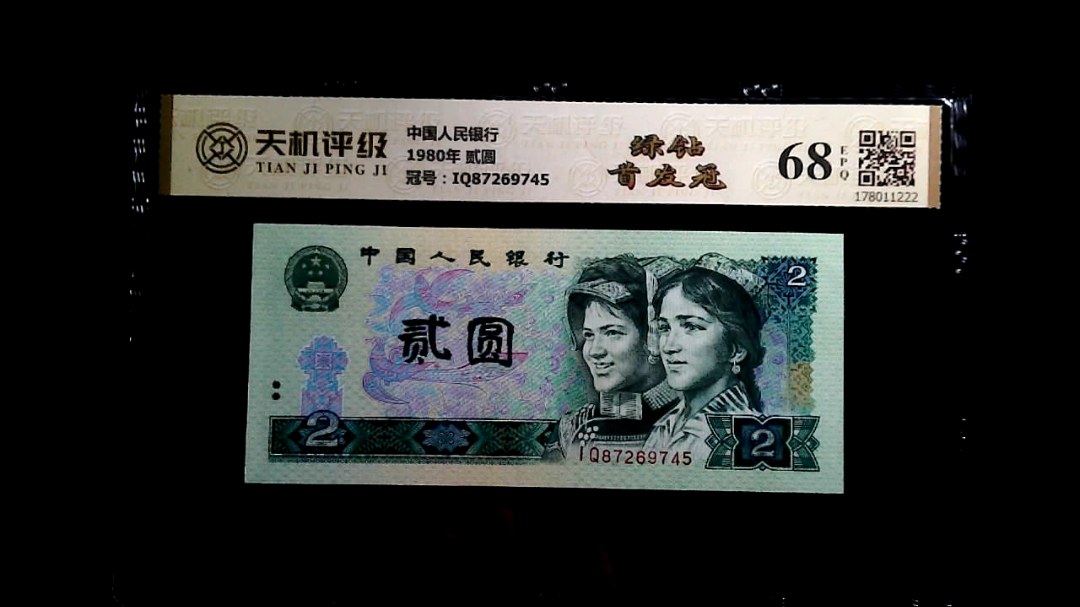 天机评级
TIAN JI PING JI
中国人民银行
1980年 贰圆
冠号：IQ87269745
绿钻
首发冠
68
EPQ
178011222
中国人民银行
2
贰圆
2
IQ87269745
2